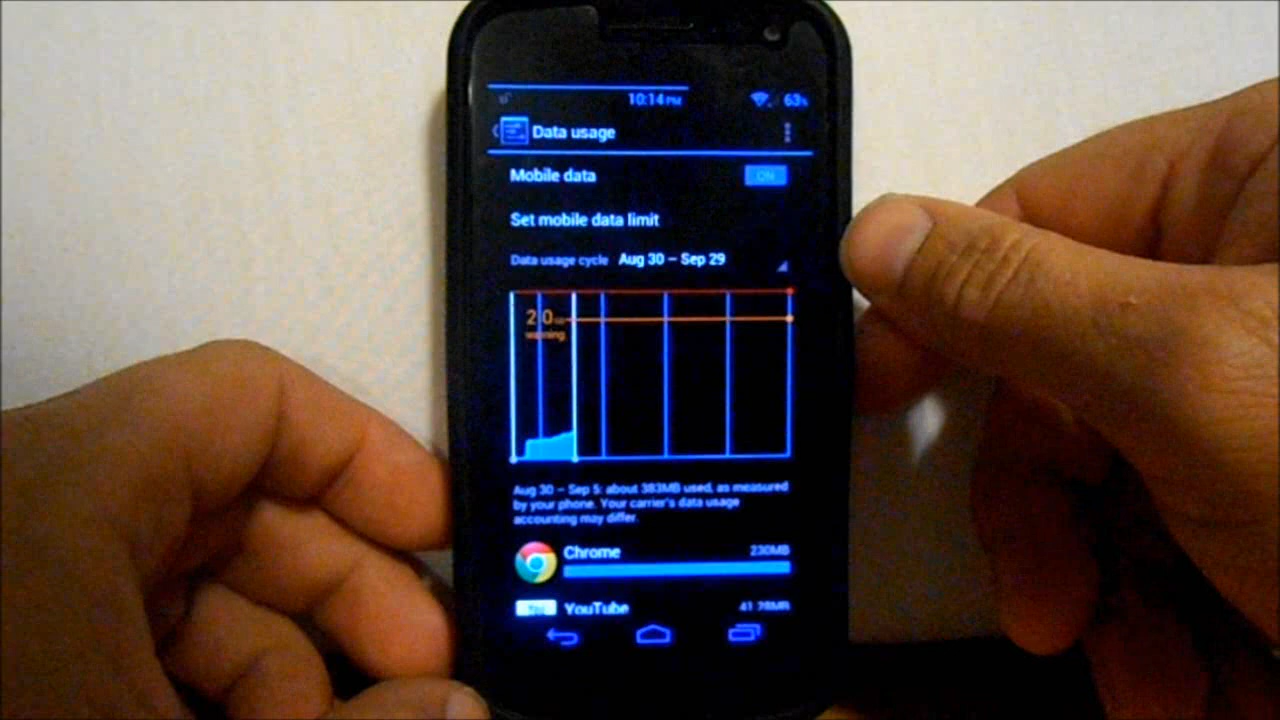 10:14 PM 63%
Data usage
Mobile data ON
Set mobile data limit
Data usage cycle Aug 30 – Sep 29
2.0
warning
Aug 30 – Sep 5: about 383MB used, as measured
by your phone. Your carrier's data usage
accounting may differ.
Chrome 230MB
YouTube 41.78MB